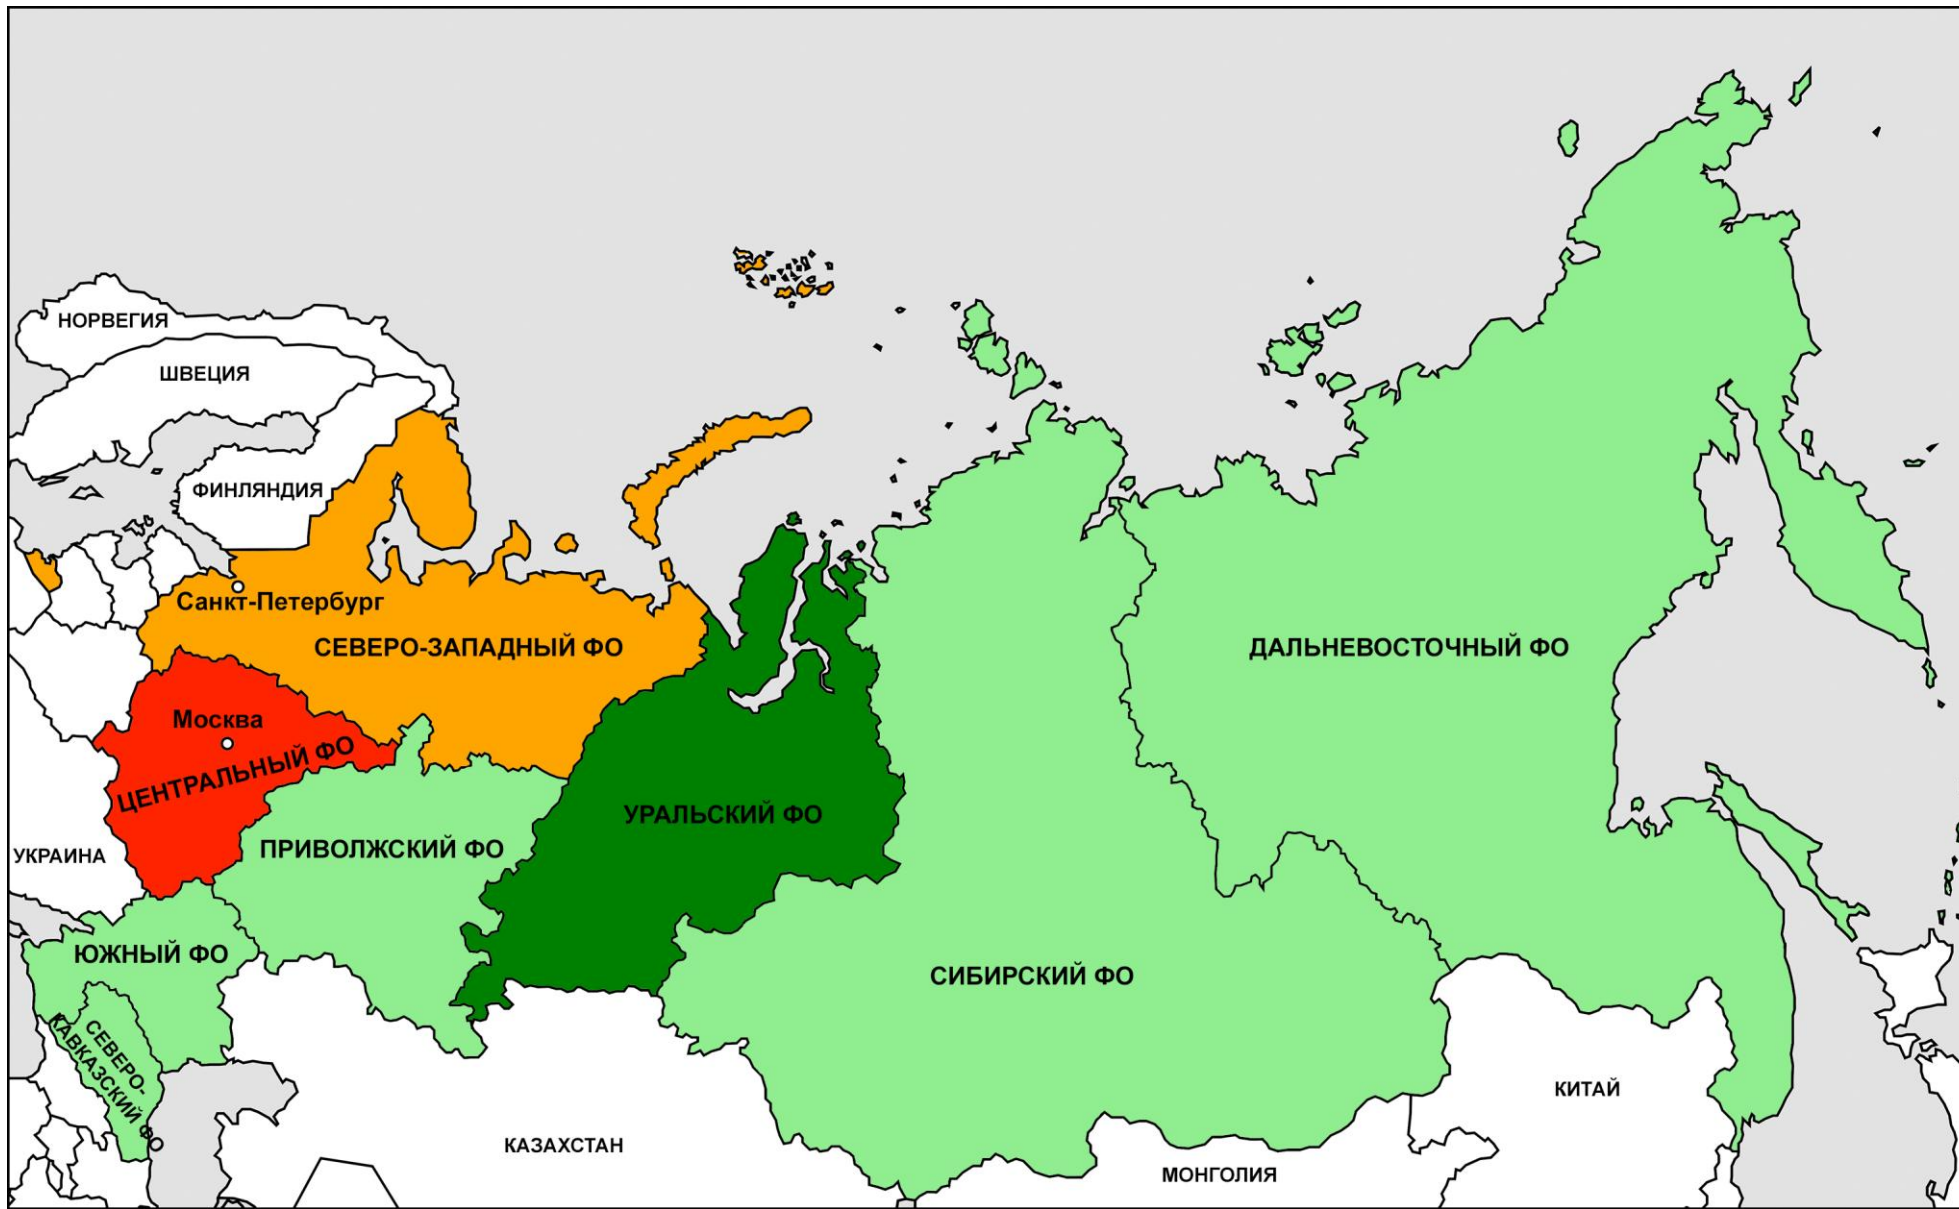 НОРВЕГИЯ
ШВЕЦИЯ
ФИНЛЯНДИЯ
Санкт-Петербург
СЕВЕРО-ЗАПАДНЫЙ ФО
ДАЛЬНЕВОСТОЧНЫЙ ФО
Москва
ЦЕНТРАЛЬНЫЙ ФО
УРАЛЬСКИЙ ФО
УКРАИНА
ПРИВОЛЖСКИЙ ФО
ЮЖНЫЙ ФО
СИБИРСКИЙ ФО
СЕВЕРО-
КАВКАЗСКИЙ ФО
КИТАЙ
КАЗАХСТАН
МОНГОЛИЯ